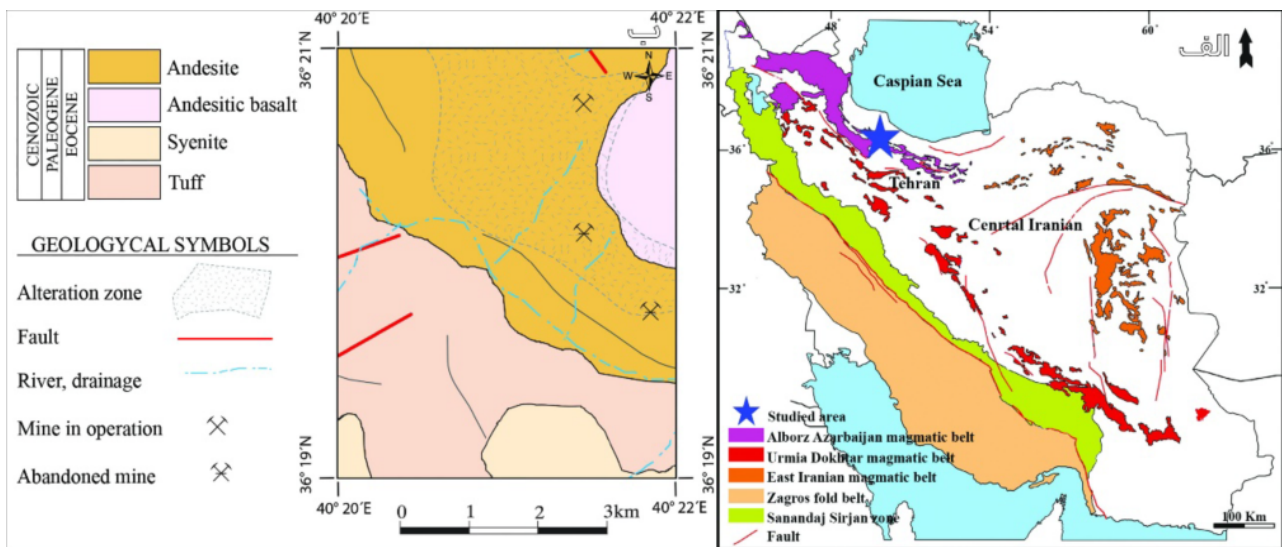 CENOZOIC
PALEOGENE
EOCENE
Andesite
Andesitic basalt
Syenite
Tuff
GEOLOGYCAL SYMBOLS
Alteration zone
Fault
River, drainage
Mine in operation
Abandoned mine
40° 20' E
40° 22' E
ب
36° 21' N
36° 21' N
N
W E
S
36° 19' N
36° 19' N
40° 20' E
40° 22' E
0 1 2 3km
48 54 60
الف
Caspian Sea
36 36
Tehran
Cenrtal Iranian
32 32
Studied area
Alborz Azarbaijan magmatic belt
Urmia Dokhtar magmatic belt
East Iranian magmatic belt
Zagros fold belt
Sanandaj Sirjan zone
Fault
100 Km